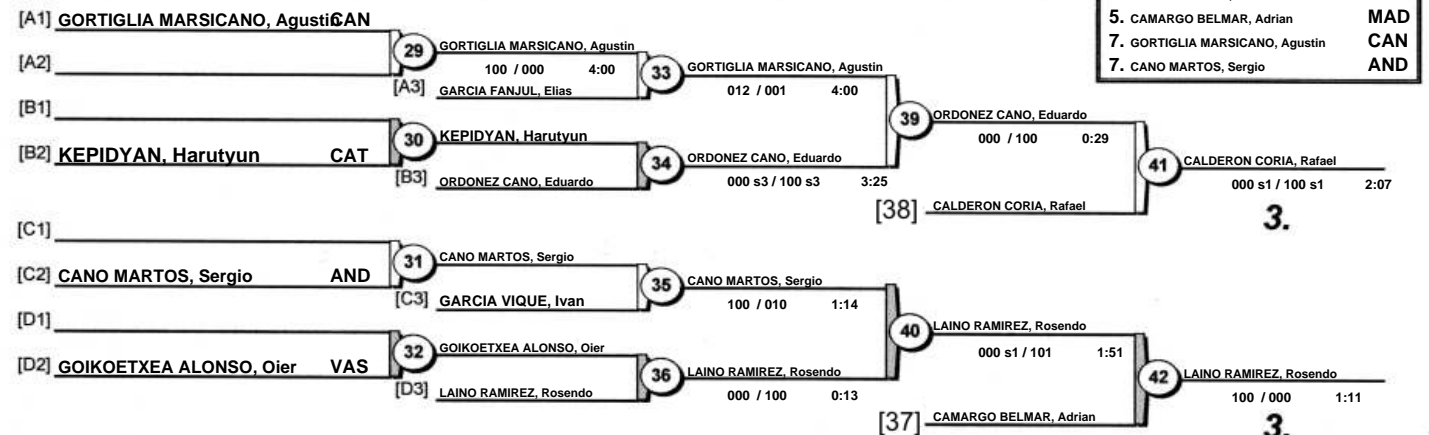 [A1] GORTIGLIA MARSICANO, Agustin CAN
5. CAMARGO BELMAR, Adrian MAD
7. GORTIGLIA MARSICANO, Agustin CAN
7. CANO MARTOS, Sergio AND
29 GORTIGLIA MARSICANO, Agustin
[A2]
100 / 000 4:00
33 GORTIGLIA MARSICANO, Agustin
[A3] GARCIA FANJUL, Elias
012 / 001 4:00
[B1]
39 ORDONEZ CANO, Eduardo
30 KEPIDYAN, Harutyun
000 / 100 0:29
[B2] KEPIDYAN, Harutyun CAT
34 ORDONEZ CANO, Eduardo
41 CALDERON CORIA, Rafael
[B3] ORDONEZ CANO, Eduardo
000 s3 / 100 s3 3:25
000 s1 / 100 s1 2:07
[38] CALDERON CORIA, Rafael
3.
[C1]
31 CANO MARTOS, Sergio
[C2] CANO MARTOS, Sergio AND
35 CANO MARTOS, Sergio
[C3] GARCIA VIQUE, Ivan
100 / 010 1:14
[D1]
40 LAINO RAMIREZ, Rosendo
32 GOIKOETXEA ALONSO, Oier
000 s1 / 101 1:51
[D2] GOIKOETXEA ALONSO, Oier VAS
36 LAINO RAMIREZ, Rosendo
42 LAINO RAMIREZ, Rosendo
[D3] LAINO RAMIREZ, Rosendo
000 / 100 0:13
100 / 000 1:11
[37] CAMARGO BELMAR, Adrian
3.